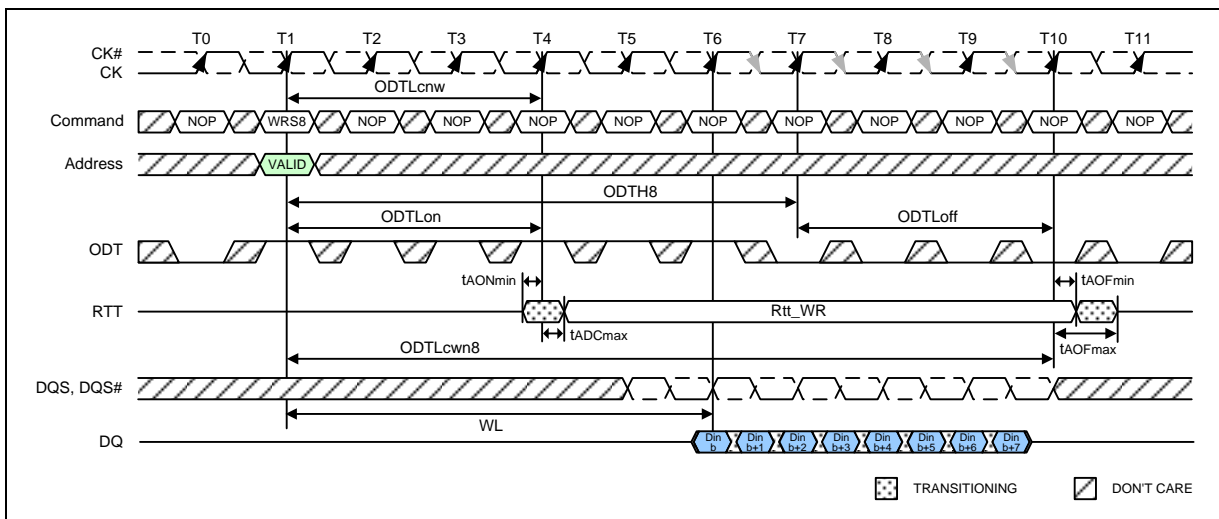 T0 T1 T2 T3 T4 T5 T6 T7 T8 T9 T10 T11
CK#
CK
ODTLcnw
Command NOP WRS8 NOP NOP NOP NOP NOP NOP NOP NOP NOP NOP
Address VALID
ODTH8
ODTLon ODTLoff
ODT
tAONmin tAOFmin
RTT Rtt_WR
tADCmax
ODTLcwn8 tAOFmax
DQS, DQS#
WL
DQ Din b Din b+1 Din b+2 Din b+3 Din b+4 Din b+5 Din b+6 Din b+7
TRANSITIONING DON'T CARE